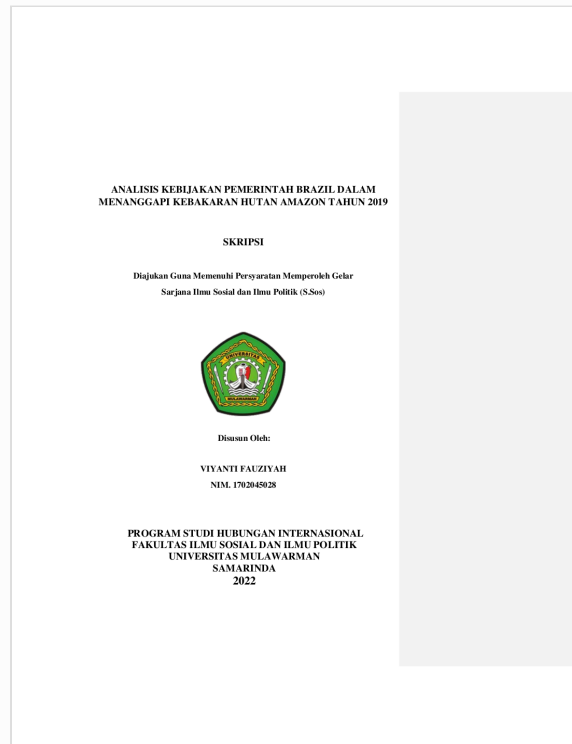 ANALISIS KEBIJAKAN PEMERINTAH BRAZIL DALAM
MENANGGAPI KEBAKARAN HUTAN AMAZON TAHUN 2019
SKRIPSI
Diajukan Guna Memenuhi Persyaratan Memperoleh Gelar
Sarjana Ilmu Sosial dan Ilmu Politik (S.Sos)
UNIVERSITAS
MULAWARMAN
Disusun Oleh:
VIYANTI FAUZIYAH
NIM. 1702045028
PROGRAM STUDI HUBUNGAN INTERNASIONAL
FAKULTAS ILMU SOSIAL DAN ILMU POLITIK
UNIVERSITAS MULAWARMAN
SAMARINDA
2022